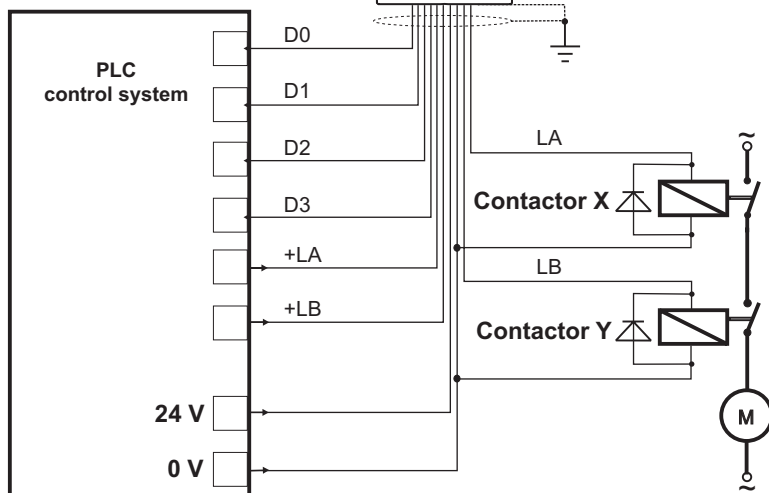 PLC
control system
D0
D1
D2
D3
+LA
+LB
24 V
0 V
LA
~
Contactor X
LB
Contactor Y
M
~